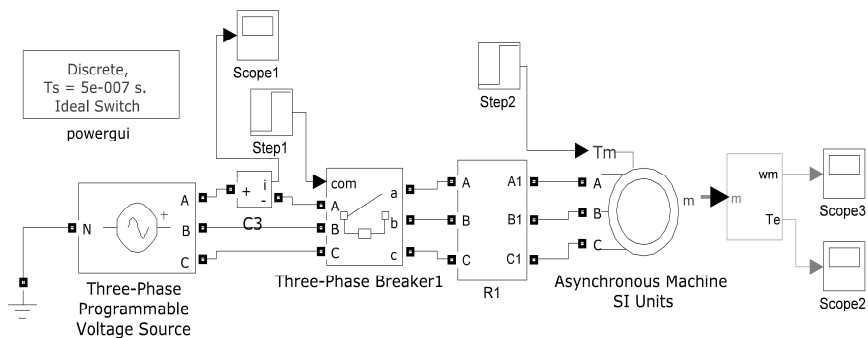 Discrete,
Ts = 5e-007 s.
Ideal Switch
powergui
Scope1
Step1
Step2
Tm
com
i
+
-
C3
N
+
A
B
C
A
B
C
a
b
c
A
B
C
A1
B1
C1
A
B
C
m
m
wm
Te
Scope3
Scope2
Three-Phase
Programmable
Voltage Source
Three-Phase Breaker1
R1
Asynchronous Machine
SI Units